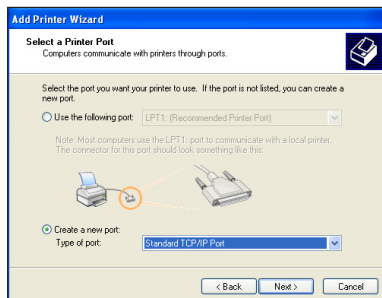 Add Printer Wizard
Select a Printer Port
Computers communicate with printers through ports.
Select the port you want your printer to use. If the port is not listed, you can create a
new port.
Use the following port: LPT1: (Recommended Printer Port)
Note: Most computers use the LPT1: port to communicate with a local printer.
The connector for this port should look something like this:
Create a new port:
Type of port: Standard TCP/IP Port
< Back Next > Cancel